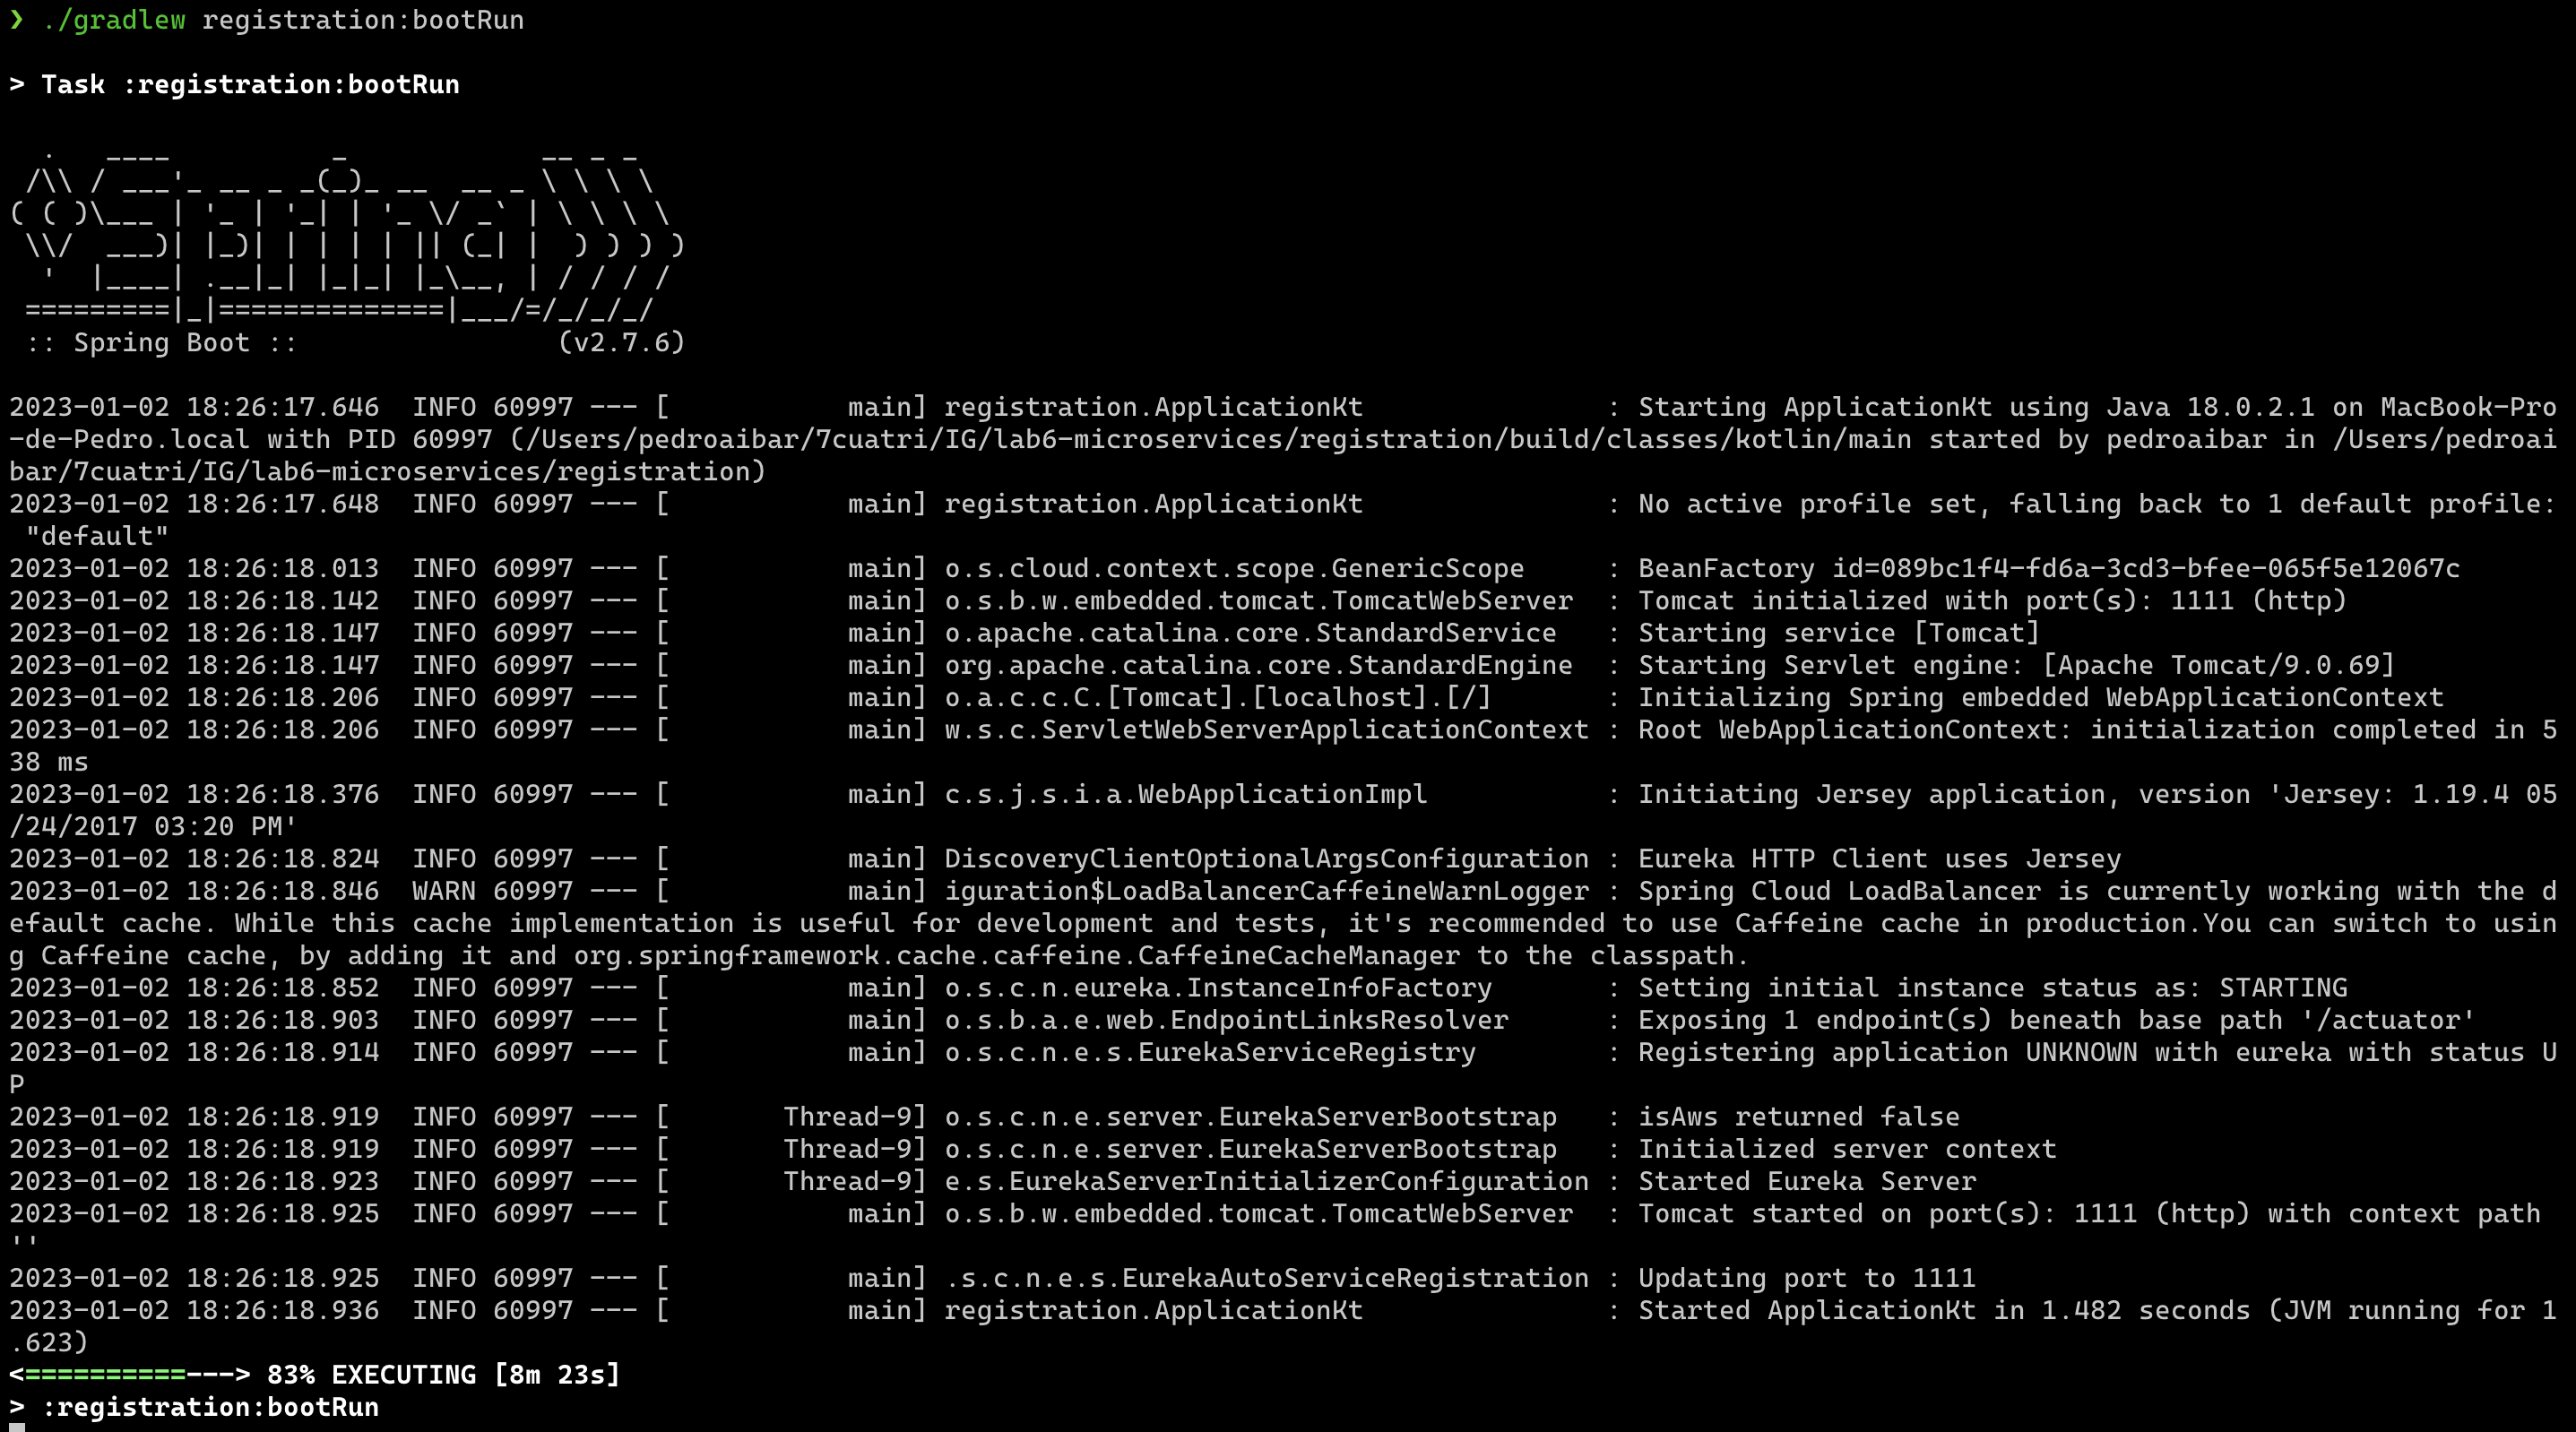 ❯ ./gradlew registration:bootRun

> Task :registration:bootRun

  .   ____          _            __ _ _
 /\\ / ___'_ __ _ _(_)_ __  __ _ \ \ \ \
( ( )\___ | '_ | '_| | '_ \/ _` | \ \ \ \
 \\/  ___)| |_)| | | | | || (_| |  ) ) ) )
  '  |____| .__|_| |_|_| |_\__, | / / / /
 =========|_|==============|___/=/_/_/_/
 :: Spring Boot ::                (v2.7.6)

2023-01-02 18:26:17.646  INFO 60997 --- [           main] registration.ApplicationKt               : Starting ApplicationKt using Java 18.0.2.1 on MacBook-Pro
-de-Pedro.local with PID 60997 (/Users/pedroaibar/7cuatri/IG/lab6-microservices/registration/build/classes/kotlin/main started by pedroaibar in /Users/pedroai
bar/7cuatri/IG/lab6-microservices/registration)
2023-01-02 18:26:17.648  INFO 60997 --- [           main] registration.ApplicationKt               : No active profile set, falling back to 1 default profile:
 "default"
2023-01-02 18:26:18.013  INFO 60997 --- [           main] o.s.cloud.context.scope.GenericScope     : BeanFactory id=089bc1f4-fd6a-3cd3-bfee-065f5e12067c
2023-01-02 18:26:18.142  INFO 60997 --- [           main] o.s.b.w.embedded.tomcat.TomcatWebServer  : Tomcat initialized with port(s): 1111 (http)
2023-01-02 18:26:18.147  INFO 60997 --- [           main] o.apache.catalina.core.StandardService   : Starting service [Tomcat]
2023-01-02 18:26:18.147  INFO 60997 --- [           main] org.apache.catalina.core.StandardEngine  : Starting Servlet engine: [Apache Tomcat/9.0.69]
2023-01-02 18:26:18.206  INFO 60997 --- [           main] o.a.c.c.C.[Tomcat].[localhost].[/]       : Initializing Spring embedded WebApplicationContext
2023-01-02 18:26:18.206  INFO 60997 --- [           main] w.s.c.ServletWebServerApplicationContext : Root WebApplicationContext: initialization completed in 5
38 ms
2023-01-02 18:26:18.376  INFO 60997 --- [           main] c.s.j.s.i.a.WebApplicationImpl           : Initiating Jersey application, version 'Jersey: 1.19.4 05
/24/2017 03:20 PM'
2023-01-02 18:26:18.824  INFO 60997 --- [           main] DiscoveryClientOptionalArgsConfiguration : Eureka HTTP Client uses Jersey
2023-01-02 18:26:18.846  WARN 60997 --- [           main] iguration$LoadBalancerCaffeineWarnLogger : Spring Cloud LoadBalancer is currently working with the d
efault cache. While this cache implementation is useful for development and tests, it's recommended to use Caffeine cache in production.You can switch to usin
g Caffeine cache, by adding it and org.springframework.cache.caffeine.CaffeineCacheManager to the classpath.
2023-01-02 18:26:18.852  INFO 60997 --- [           main] o.s.c.n.eureka.InstanceInfoFactory       : Setting initial instance status as: STARTING
2023-01-02 18:26:18.903  INFO 60997 --- [           main] o.s.b.a.e.web.EndpointLinksResolver      : Exposing 1 endpoint(s) beneath base path '/actuator'
2023-01-02 18:26:18.914  INFO 60997 --- [           main] o.s.c.n.e.s.EurekaServiceRegistry        : Registering application UNKNOWN with eureka with status U
P
2023-01-02 18:26:18.919  INFO 60997 --- [       Thread-9] o.s.c.n.e.server.EurekaServerBootstrap   : isAws returned false
2023-01-02 18:26:18.919  INFO 60997 --- [       Thread-9] o.s.c.n.e.server.EurekaServerBootstrap   : Initialized server context
2023-01-02 18:26:18.923  INFO 60997 --- [       Thread-9] e.s.EurekaServerInitializerConfiguration : Started Eureka Server
2023-01-02 18:26:18.925  INFO 60997 --- [           main] o.s.b.w.embedded.tomcat.TomcatWebServer  : Tomcat started on port(s): 1111 (http) with context path
''
2023-01-02 18:26:18.925  INFO 60997 --- [           main] .s.c.n.e.s.EurekaAutoServiceRegistration : Updating port to 1111
2023-01-02 18:26:18.936  INFO 60997 --- [           main] registration.ApplicationKt               : Started ApplicationKt in 1.482 seconds (JVM running for 1
.623)
<==========---> 83% EXECUTING [8m 23s]
> :registration:bootRun